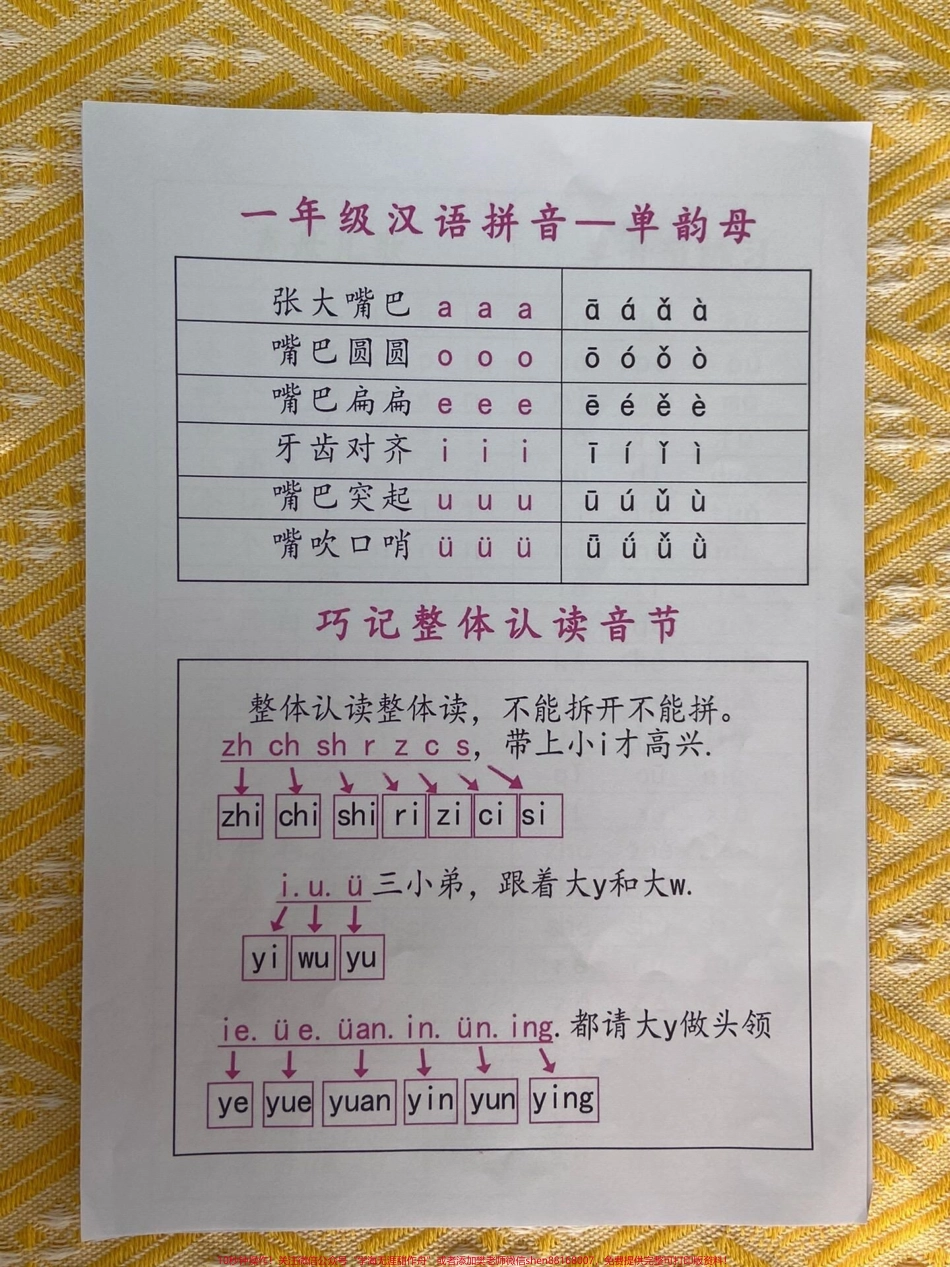 一年级汉语拼音—单韵母
张大嘴巴 a a a ā á ǎ à
嘴巴圆圆 o o o ō ó ǒ ò
嘴巴扁扁 e e e ē é ě è
牙齿对齐 i i i ī í ǐ ì
嘴巴突起 u u u ū ú ǔ ù
嘴吹口哨 ü ü ü ǖ ǘ ǚ ǜ
巧记整体认读音节
整体认读整体读，不能拆开不能拼。
zh ch sh r z c s，带上小i才高兴.
zhi chi shi ri zi ci si
i.u.ü三小弟，跟着大y和大w.
yi wu yu
ie.üe.üan.in.ün.ing.都请大y做头领
ye yue yuan yin yun ying